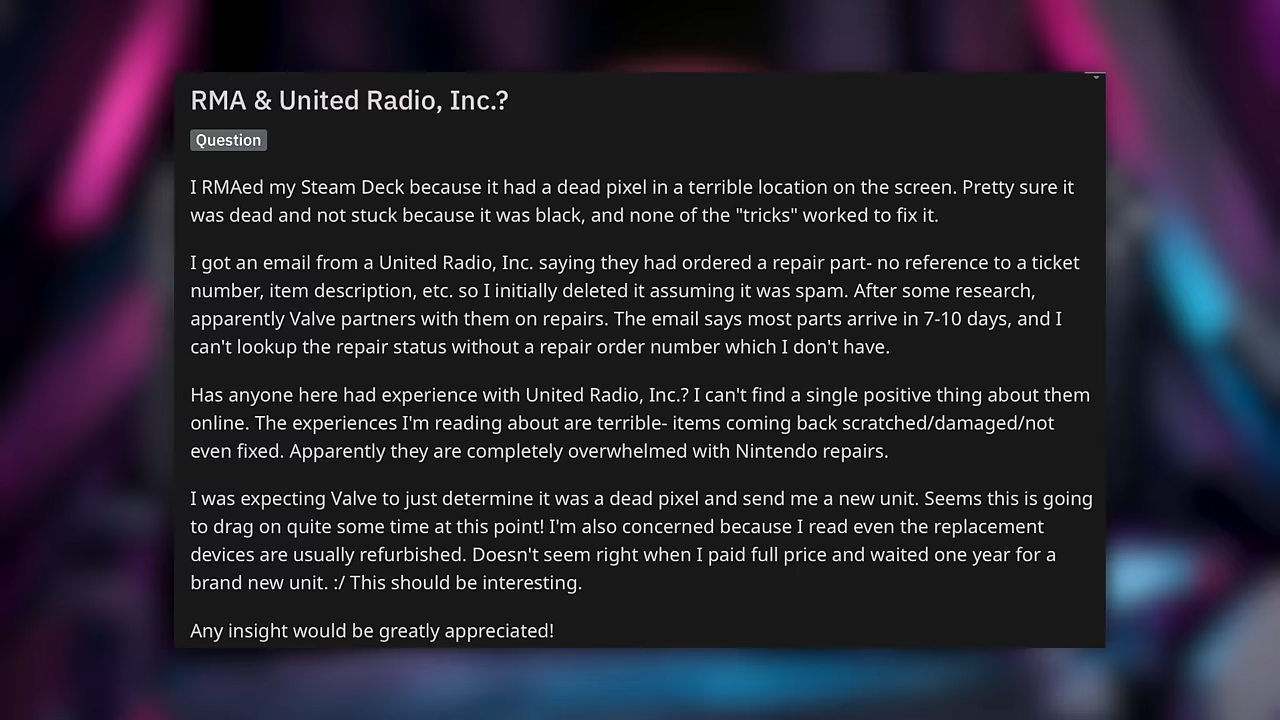 RMA & United Radio, Inc.?
Question
I RMAed my Steam Deck because it had a dead pixel in a terrible location on the screen. Pretty sure it
was dead and not stuck because it was black, and none of the "tricks" worked to fix it.
I got an email from a United Radio, Inc. saying they had ordered a repair part- no reference to a ticket
number, item description, etc. so I initially deleted it assuming it was spam. After some research,
apparently Valve partners with them on repairs. The email says most parts arrive in 7-10 days, and I
can't lookup the repair status without a repair order number which I don't have.
Has anyone here had experience with United Radio, Inc.? I can't find a single positive thing about them
online. The experiences I'm reading about are terrible- items coming back scratched/damaged/not
even fixed. Apparently they are completely overwhelmed with Nintendo repairs.
I was expecting Valve to just determine it was a dead pixel and send me a new unit. Seems this is going
to drag on quite some time at this point! I'm also concerned because I read even the replacement
devices are usually refurbished. Doesn't seem right when I paid full price and waited one year for a
brand new unit. :/ This should be interesting.
Any insight would be greatly appreciated!